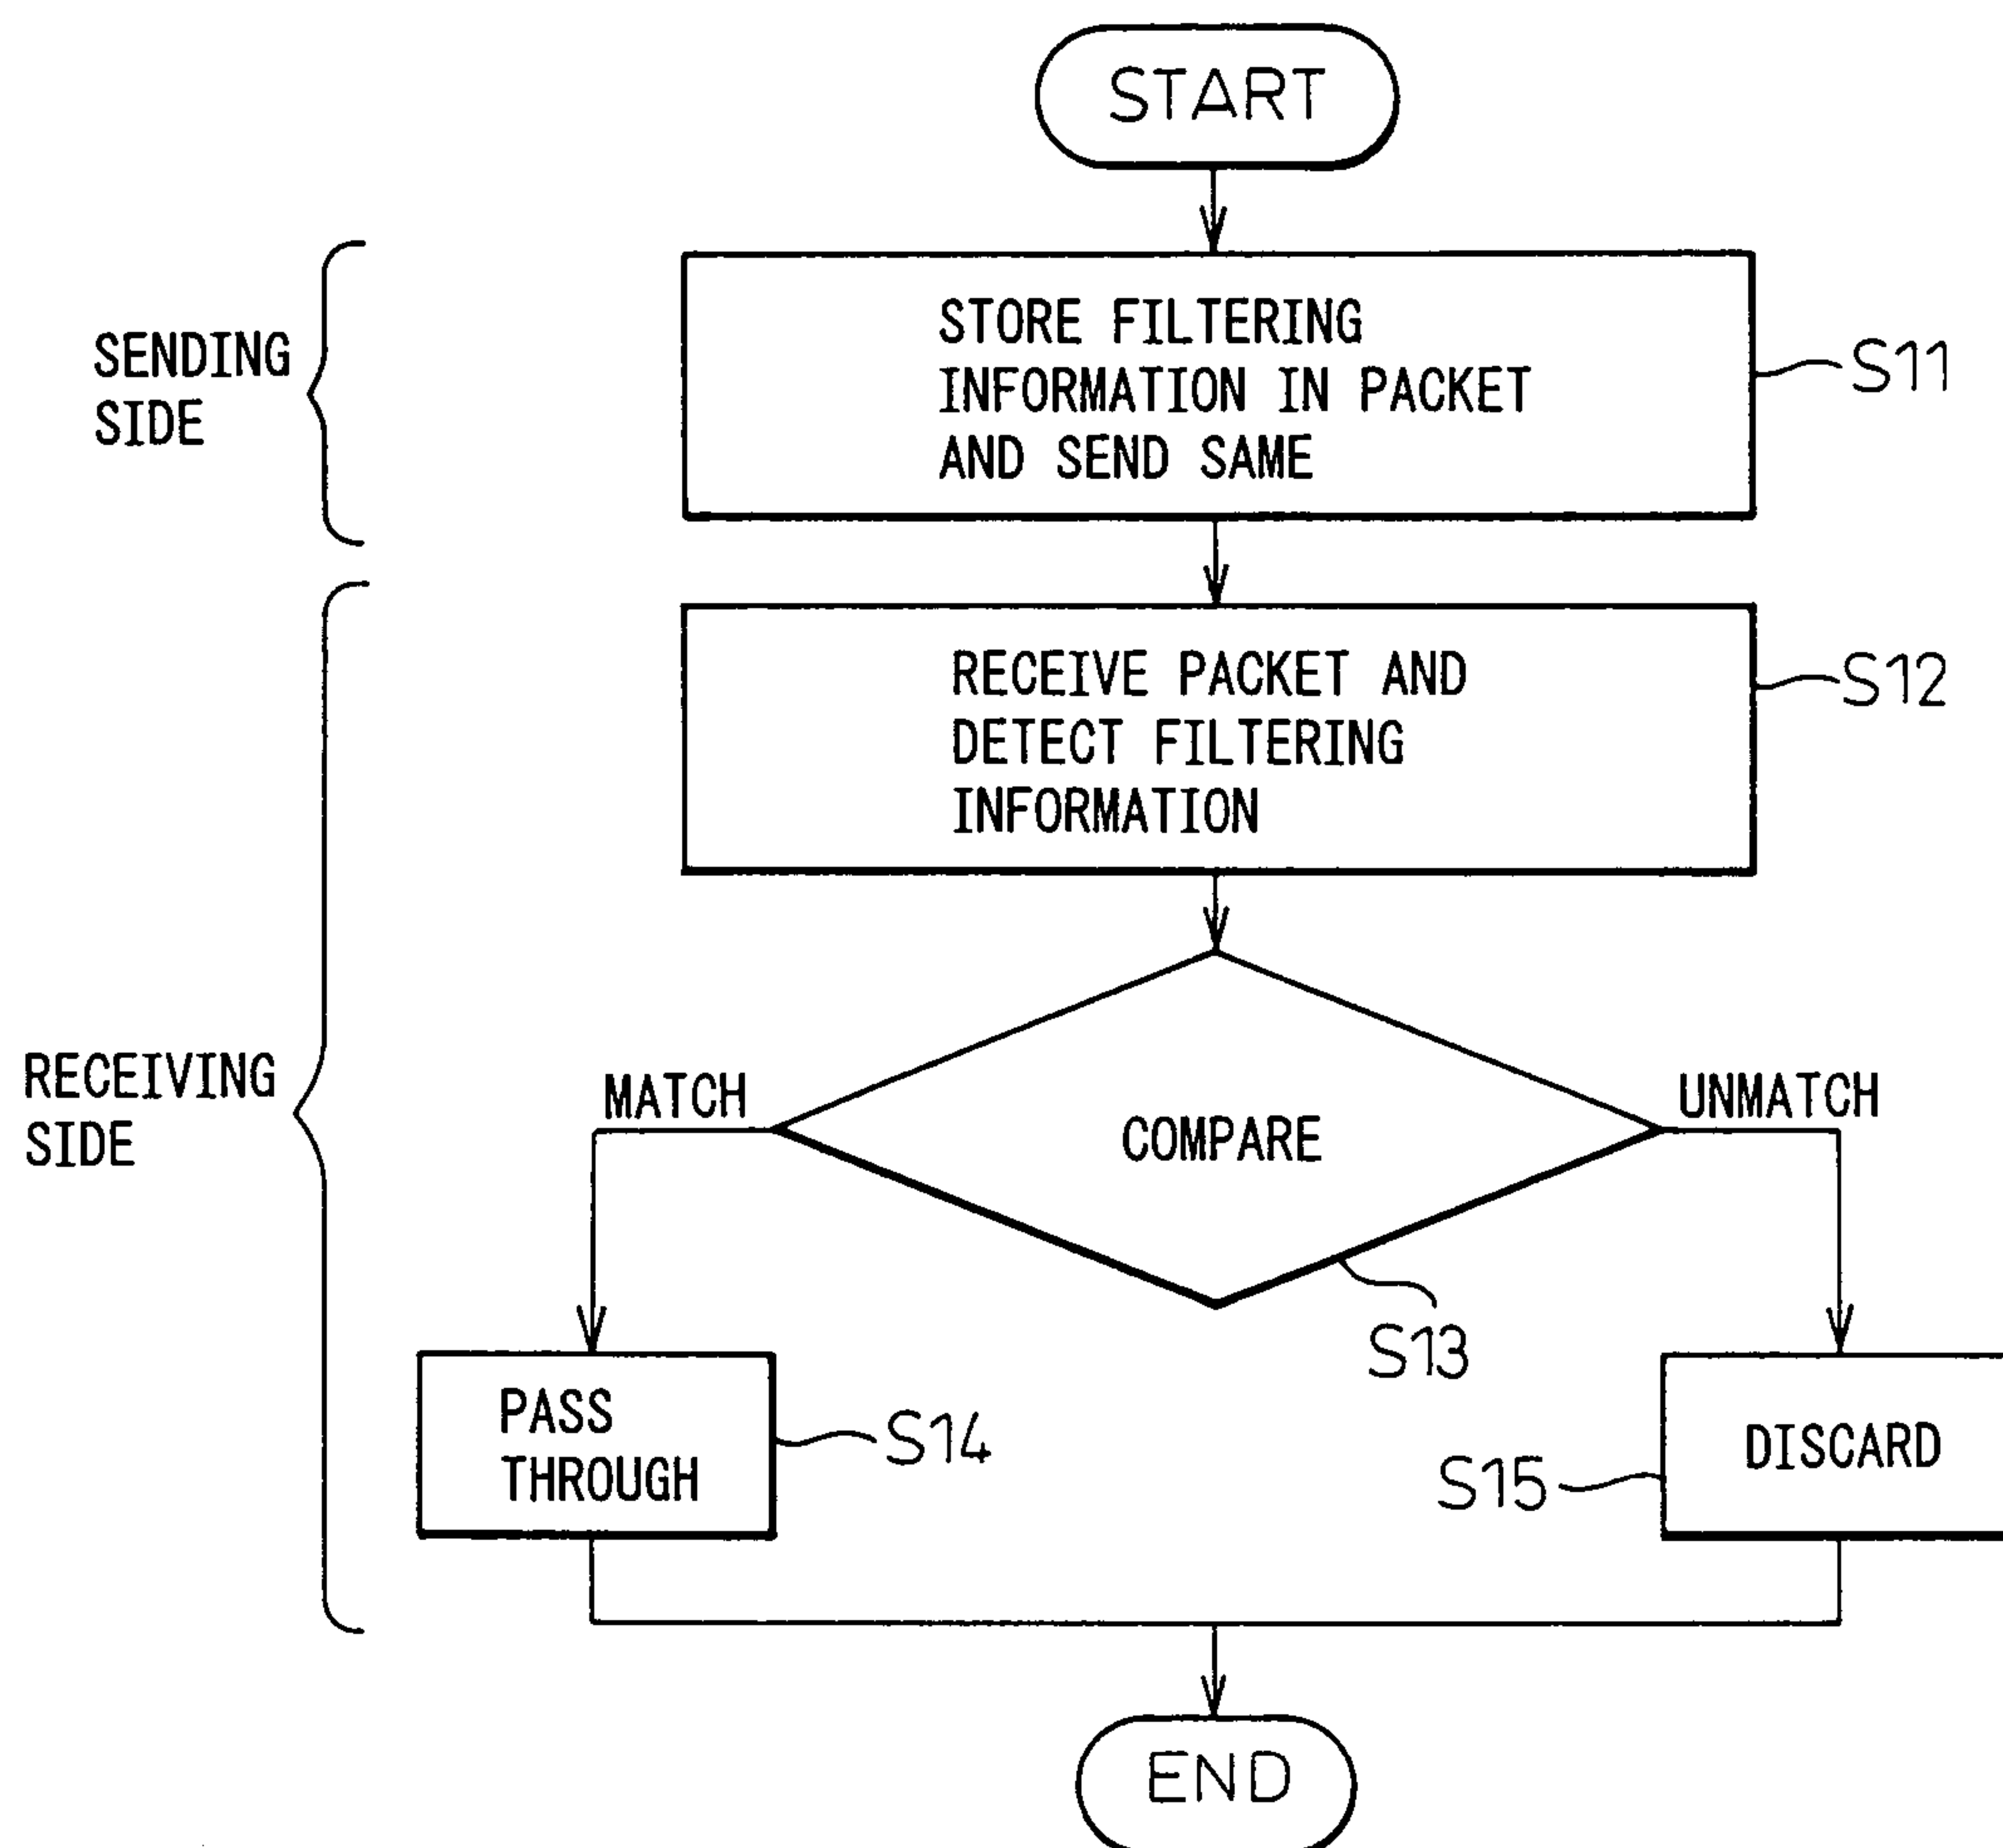 START
SENDING
SIDE
STORE FILTERING
INFORMATION IN PACKET
AND SEND SAME
S11
RECEIVING
SIDE
RECEIVE PACKET AND
DETECT FILTERING
INFORMATION
S12
MATCH
COMPARE
UNMATCH
S13
PASS
THROUGH
S14
S15
DISCARD
END